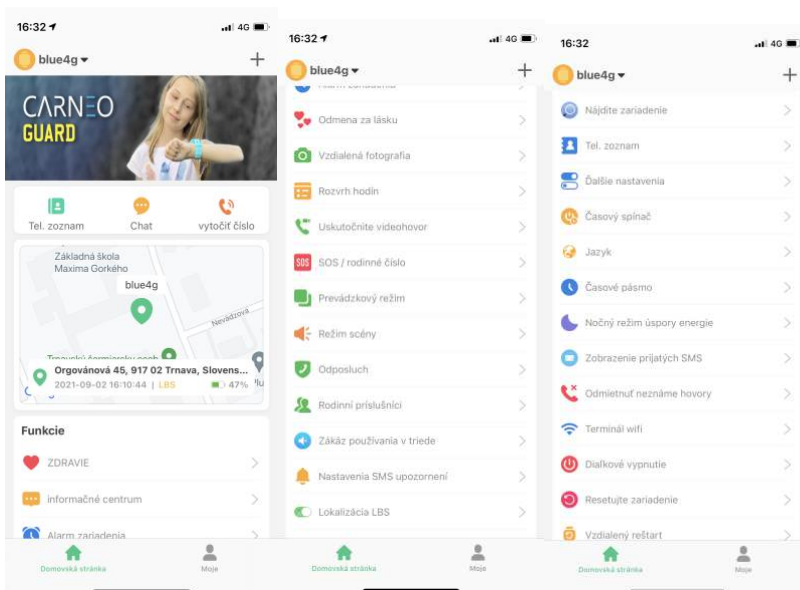 16:32
4G
blue4g
CARNEO
GUARD
Tel. zoznam
Chat
vytočiť číslo
Základná škola
Maxima Gorkého
blue4g
Nevädzová
Orgovánová 45, 917 02 Trnava, Slovens...
2021-09-02 16:10:44 | LBS
47%
Funkcie
ZDRAVIE
informačné centrum
Alarm zariadenia
Domovská stránka
Moje
16:32
4G
blue4g
Alarm zariadenia
Odmena za lásku
Vzdialená fotografia
Rozvrh hodín
Uskutočnite videohovor
SOS SOS / rodinné číslo
Prevádzkový režim
Režim scény
Odposluch
Rodinní príslušníci
Zákáz používania v triede
Nastavenia SMS upozornení
Lokalizácia LBS
Domovská stránka
Moje
16:32
4G
blue4g
Nájdite zariadenie
Tel. zoznam
Ďalšie nastavenia
Časový spínač
Jazyk
Časové pásmo
Nočný režim úspory energie
Zobrazenie prijatých SMS
Odmietnuť neznáme hovory
Terminál wifi
Diaľkové vypnutie
Resetujte zariadenie
Vzdialený reštart
Domovská stránka
Moje